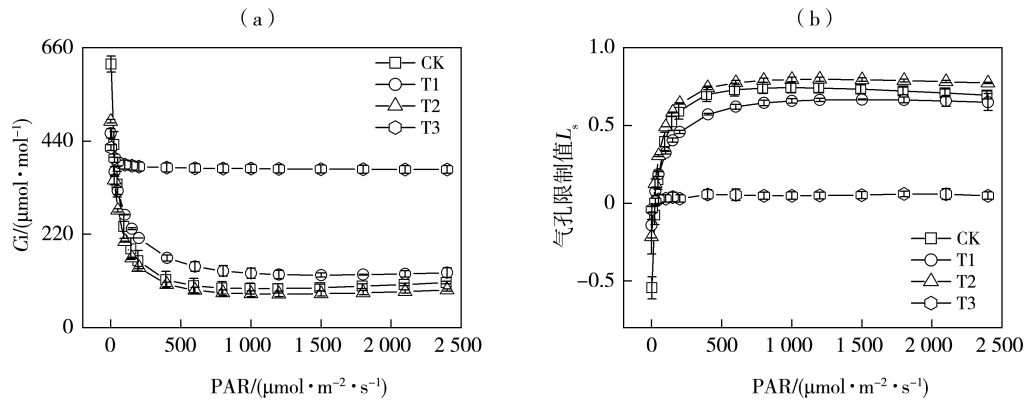 （a）
660
440
220
0
Ci/(μmol·mol⁻¹)
CK
T1
T2
T3
0 500 1 000 1 500 2 000 2 500
PAR/(μmol·m⁻²·s⁻¹)
（b）
1.0
0.5
0
−0.5
气孔限制值Ls
CK
T1
T2
T3
0 500 1 000 1 500 2 000 2 500
PAR/(μmol·m⁻²·s⁻¹)